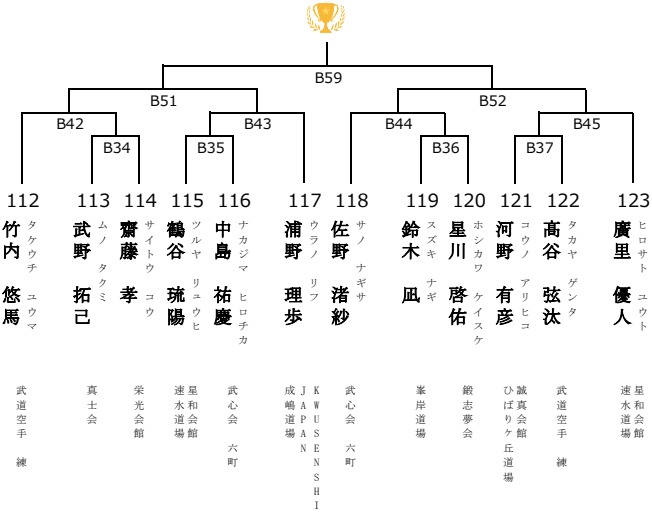 B59
B51
B52
B42
B43
B44
B45
B34
B35
B36
B37
112
113
114
115
116
117
118
119
120
121
122
123
竹内 悠馬
タケウチ ユウマ
武野 拓己
ムノ タクミ
齋藤 孝
サイトウ コウ
鶴谷 琉陽
ツルヤ リュウヒ
中島 祐慶
ナカジマ ヒロチカ
浦野 理歩
ウラノ リフ
佐野 渚紗
サノ ナギサ
鈴木 凪
スズキ ナギ
星川 啓佑
ホシカワ ケイスケ
河野 有彦
コウノ アリヒコ
髙谷 弦汰
タカヤ ゲンタ
廣里 優人
ヒロサト ユウト
武道空手 練
真士会
栄光会館
星和会館
速水道場
武心会 六町
KWUSENSHI
JAPAN
成嶋道場
武心会 六町
峯岸道場
鍛志夢会
誠真会館
ひばりヶ丘道場
武道空手 練
星和会館
速水道場